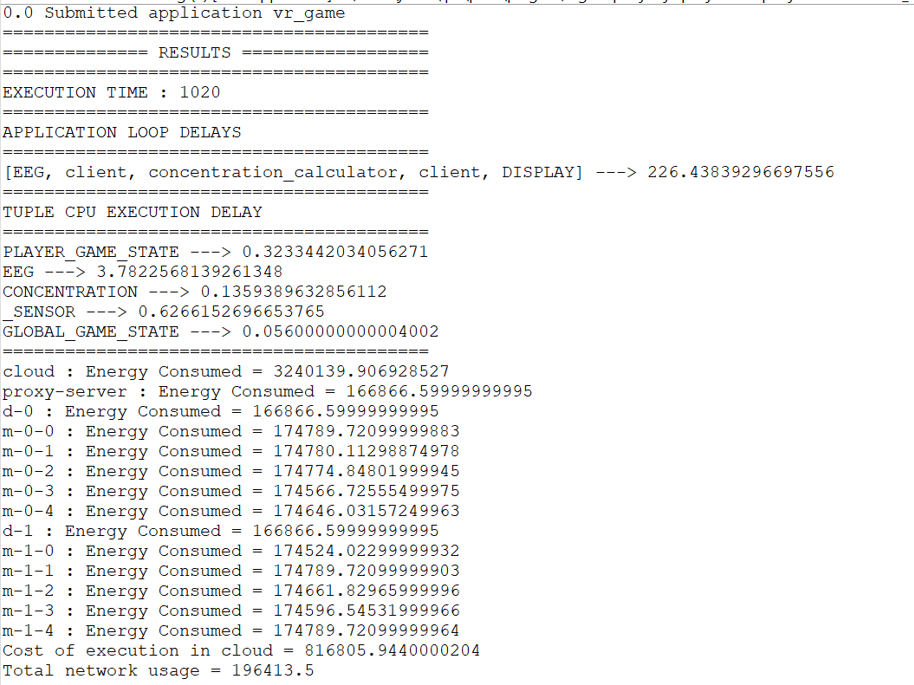 0.0 Submitted application vr_game
=========================================
============== RESULTS ==================
=========================================
EXECUTION TIME : 1020
=========================================
APPLICATION LOOP DELAYS
=========================================
[EEG, client, concentration_calculator, client, DISPLAY] ---> 226.43839296697556
=========================================
TUPLE CPU EXECUTION DELAY
=========================================
PLAYER_GAME_STATE ---> 0.3233442034056271
EEG ---> 3.7822568139261348
CONCENTRATION ---> 0.1359389632856112
_SENSOR ---> 0.6266152696653765
GLOBAL_GAME_STATE ---> 0.05600000000004002
=========================================
cloud : Energy Consumed = 3240139.906928527
proxy-server : Energy Consumed = 166866.59999999995
d-0 : Energy Consumed = 166866.59999999995
m-0-0 : Energy Consumed = 174789.72099999883
m-0-1 : Energy Consumed = 174780.11298874978
m-0-2 : Energy Consumed = 174774.84801999945
m-0-3 : Energy Consumed = 174566.72555499975
m-0-4 : Energy Consumed = 174646.03157249963
d-1 : Energy Consumed = 166866.59999999995
m-1-0 : Energy Consumed = 174524.02299999932
m-1-1 : Energy Consumed = 174789.72099999903
m-1-2 : Energy Consumed = 174661.82965999996
m-1-3 : Energy Consumed = 174596.54531999966
m-1-4 : Energy Consumed = 174789.72099999964
Cost of execution in cloud = 816805.9440000204
Total network usage = 196413.5